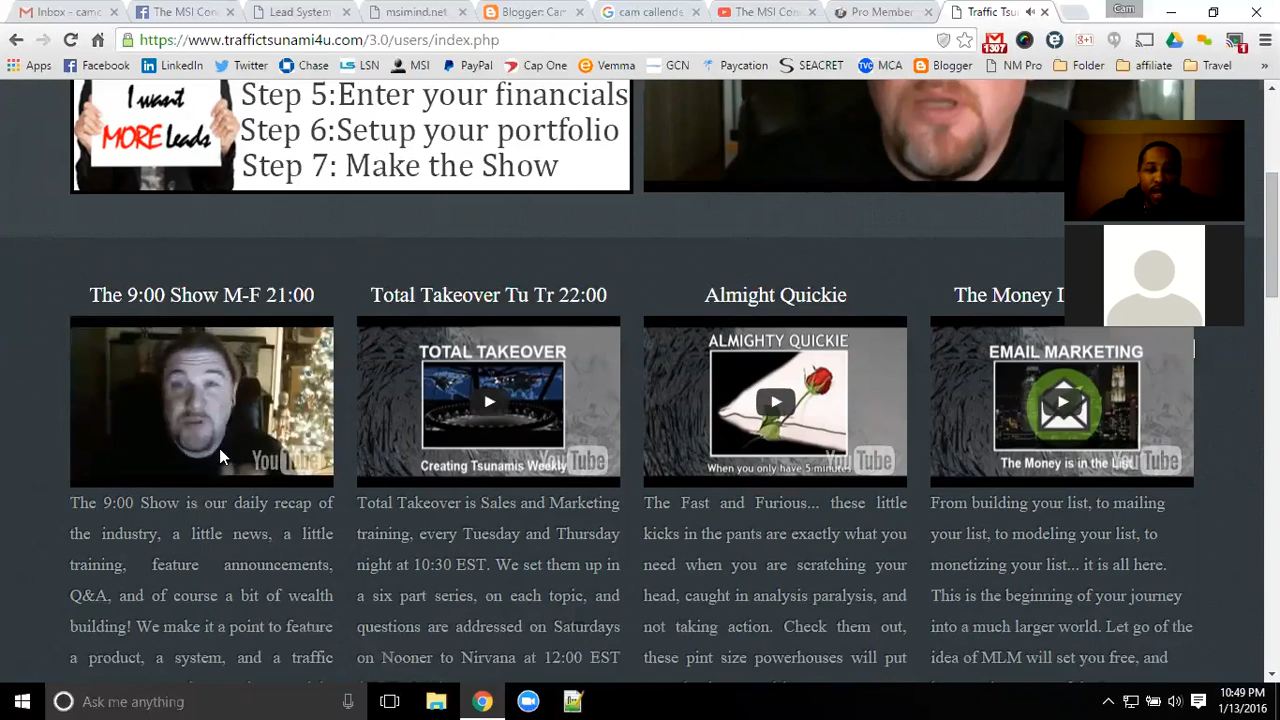 Inbox - camc
The MSI Con
Lead System
msimind.net
Blogger: Cam
cam callende
The MSI Con
Pro Member
Traffic Tsu
Cam
https://www.traffictsunami4u.com/3.0/users/index.php
1307
Apps Facebook LinkedIn Twitter Chase LSN MSI PayPal Cap One Vemma GCN Paycation SEACRET MCA Blogger NM Pro Folder affiliate Travel »
I want
MORE Leads
Step 5:Enter your financials
Step 6:Setup your portfolio
Step 7: Make the Show
The 9:00 Show M-F 21:00
YouTube
The 9:00 Show is our daily recap of
the industry, a little news, a little
training, feature announcements,
Q&A, and of course a bit of wealth
building! We make it a point to feature
a product, a system, and a traffic
Total Takeover Tu Tr 22:00
TOTAL TAKEOVER
Creating Tsunamis Weekly
YouTube
Total Takeover is Sales and Marketing
training, every Tuesday and Thursday
night at 10:30 EST. We set them up in
a six part series, on each topic, and
questions are addressed on Saturdays
on Nooner to Nirvana at 12:00 EST
Almight Quickie
ALMIGHTY QUICKIE
When you only have 5 minutes
YouTube
The Fast and Furious... these little
kicks in the pants are exactly what you
need when you are scratching your
head, caught in analysis paralysis, and
not taking action. Check them out,
these pint size powerhouses will put
The Money
EMAIL MARKETING
The Money is in the List
YouTube
From building your list, to mailing
your list, to modeling your list, to
monetizing your list... it is all here.
This is the beginning of your journey
into a much larger world. Let go of the
idea of MLM will set you free, and
Ask me anything
10:49 PM
1/13/2016